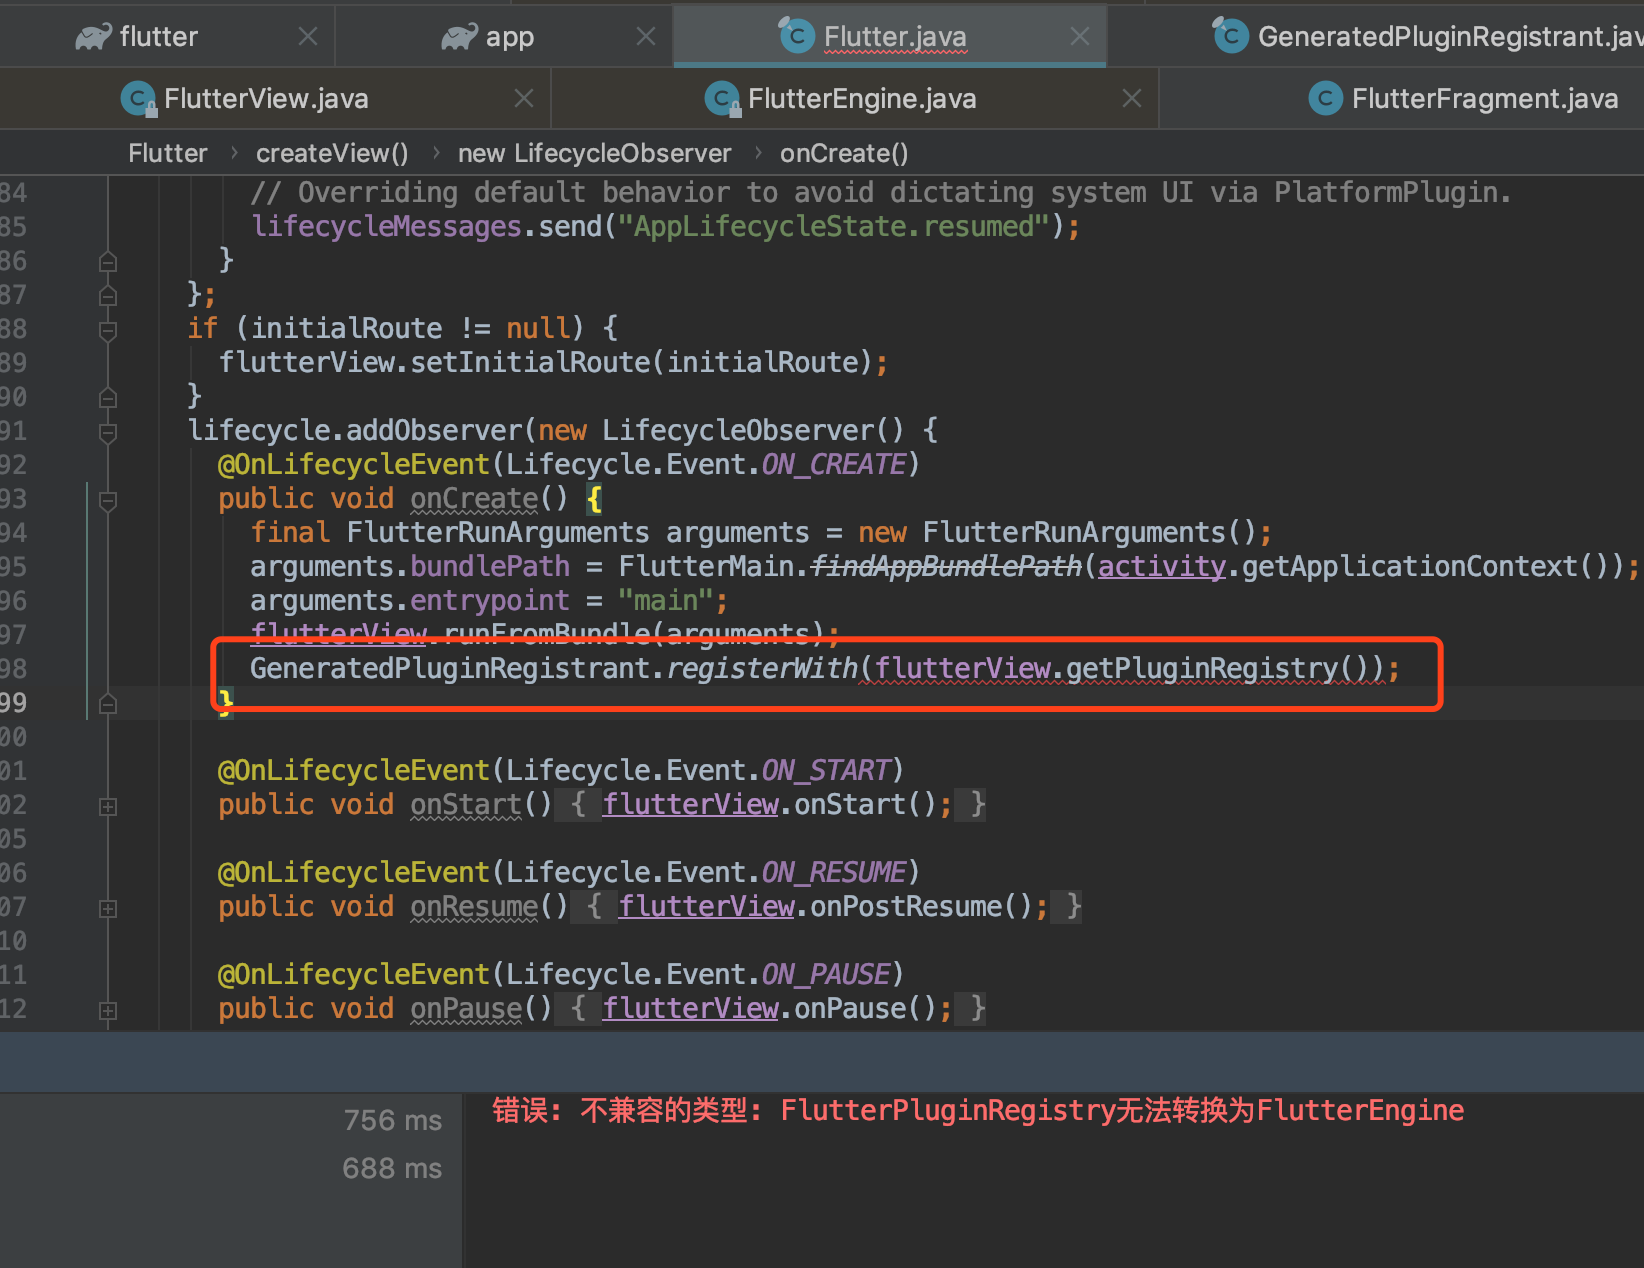 flutter
app
Flutter.java
GeneratedPluginRegistrant.jav
FlutterView.java
FlutterEngine.java
FlutterFragment.java
Flutter › createView() › new LifecycleObserver › onCreate()
84 // Overriding default behavior to avoid dictating system UI via PlatformPlugin.
85 lifecycleMessages.send("AppLifecycleState.resumed");
86 }
87 };
88 if (initialRoute != null) {
89 flutterView.setInitialRoute(initialRoute);
90 }
91 lifecycle.addObserver(new LifecycleObserver() {
92 @OnLifecycleEvent(Lifecycle.Event.ON_CREATE)
93 public void onCreate() {
94 final FlutterRunArguments arguments = new FlutterRunArguments();
95 arguments.bundlePath = FlutterMain.findAppBundlePath(activity.getApplicationContext());
96 arguments.entrypoint = "main";
97 flutterView.runFromBundle(arguments);
98 GeneratedPluginRegistrant.registerWith(flutterView.getPluginRegistry());
99 }
00
01 @OnLifecycleEvent(Lifecycle.Event.ON_START)
02 public void onStart() { flutterView.onStart(); }
05
06 @OnLifecycleEvent(Lifecycle.Event.ON_RESUME)
07 public void onResume() { flutterView.onPostResume(); }
10
11 @OnLifecycleEvent(Lifecycle.Event.ON_PAUSE)
12 public void onPause() { flutterView.onPause(); }
756 ms
688 ms
错误: 不兼容的类型: FlutterPluginRegistry无法转换为FlutterEngine